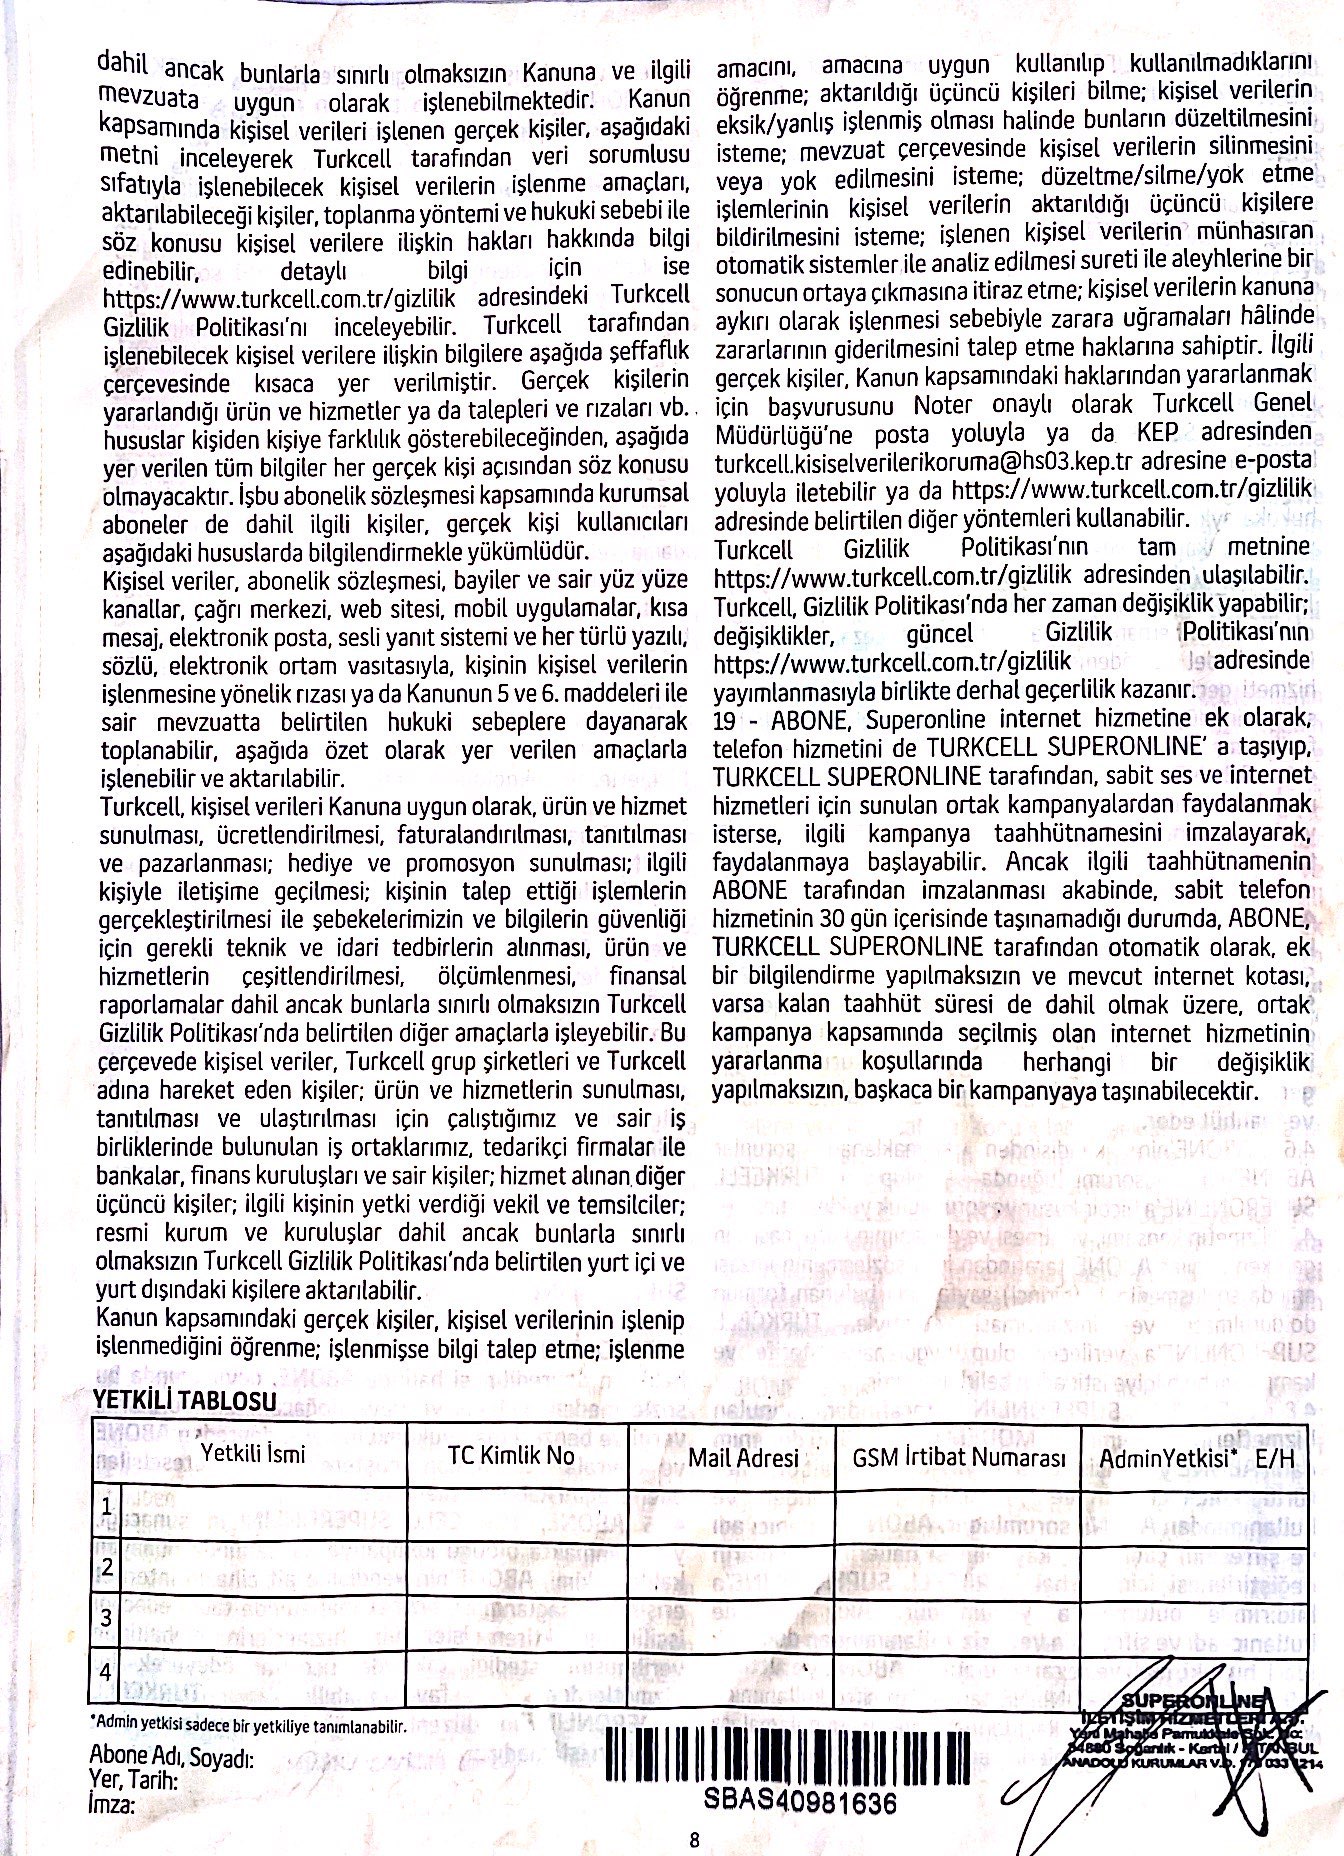 dahil ancak bunlarla sınırlı olmaksızın Kanuna ve ilgili
mevzuata uygun olarak işlenebilmektedir. Kanun
kapsamında kişisel verileri işlenen gerçek kişiler, aşağıdaki
metni inceleyerek Turkcell tarafından veri sorumlusu
sıfatıyla işlenebilecek kişisel verilerin işlenme amaçları,
aktarılabileceği kişiler, toplanma yöntemi ve hukuki sebebi ile
söz konusu kişisel verilere ilişkin hakları hakkında bilgi
edinebilir, detaylı bilgi için ise
https://www.turkcell.com.tr/gizlilik adresindeki Turkcell
Gizlilik Politikası'nı inceleyebilir. Turkcell tarafından
işlenebilecek kişisel verilere ilişkin bilgilere aşağıda şeffaflık
çerçevesinde kısaca yer verilmiştir. Gerçek kişilerin
yararlandığı ürün ve hizmetler ya da talepleri ve rızaları vb.
hususlar kişiden kişiye farklılık gösterebileceğinden, aşağıda
yer verilen tüm bilgiler her gerçek kişi açısından söz konusu
olmayacaktır. İşbu abonelik sözleşmesi kapsamında kurumsal
aboneler de dahil ilgili kişiler, gerçek kişi kullanıcıları
aşağıdaki hususlarda bilgilendirmekle yükümlüdür.
Kişisel veriler, abonelik sözleşmesi, bayiler ve sair yüz yüze
kanallar, çağrı merkezi, web sitesi, mobil uygulamalar, kısa
mesaj, elektronik posta, sesli yanıt sistemi ve her türlü yazılı,
sözlü, elektronik ortam vasıtasıyla, kişinin kişisel verilerin
işlenmesine yönelik rızası ya da Kanunun 5 ve 6. maddeleri ile
sair mevzuatta belirtilen hukuki sebeplere dayanarak
toplanabilir, aşağıda özet olarak yer verilen amaçlarla
işlenebilir ve aktarılabilir.
Turkcell, kişisel verileri Kanuna uygun olarak, ürün ve hizmet
sunulması, ücretlendirilmesi, faturalandırılması, tanıtılması
ve pazarlanması; hediye ve promosyon sunulması; ilgili
kişiyle iletişime geçilmesi; kişinin talep ettiği işlemlerin
gerçekleştirilmesi ile şebekelerimizin ve bilgilerin güvenliği
için gerekli teknik ve idari tedbirlerin alınması, ürün ve
hizmetlerin çeşitlendirilmesi, ölçümlenmesi, finansal
raporlamalar dahil ancak bunlarla sınırlı olmaksızın Turkcell
Gizlilik Politikası'nda belirtilen diğer amaçlarla işleyebilir. Bu
çerçevede kişisel veriler, Turkcell grup şirketleri ve Turkcell
adına hareket eden kişiler; ürün ve hizmetlerin sunulması,
tanıtılması ve ulaştırılması için çalıştığımız ve sair iş
birliklerinde bulunulan iş ortaklarımız, tedarikçi firmalar ile
bankalar, finans kuruluşları ve sair kişiler; hizmet alınan diğer
üçüncü kişiler; ilgili kişinin yetki verdiği vekil ve temsilciler;
resmi kurum ve kuruluşlar dahil ancak bunlarla sınırlı
olmaksızın Turkcell Gizlilik Politikası'nda belirtilen yurt içi ve
yurt dışındaki kişilere aktarılabilir.
Kanun kapsamındaki gerçek kişiler, kişisel verilerinin işlenip
işlenmediğini öğrenme; işlenmişse bilgi talep etme; işlenme
amacını, amacına uygun kullanılıp kullanılmadıklarını
öğrenme; aktarıldığı üçüncü kişileri bilme; kişisel verilerin
eksik/yanlış işlenmiş olması halinde bunların düzeltilmesini
isteme; mevzuat çerçevesinde kişisel verilerin silinmesini
veya yok edilmesini isteme; düzeltme/silme/yok etme
işlemlerinin kişisel verilerin aktarıldığı üçüncü kişilere
bildirilmesini isteme; işlenen kişisel verilerin münhasıran
otomatik sistemler ile analiz edilmesi sureti ile aleyhlerine bir
sonucun ortaya çıkmasına itiraz etme; kişisel verilerin kanuna
aykırı olarak işlenmesi sebebiyle zarara uğramaları hâlinde
zararlarının giderilmesini talep etme haklarına sahiptir. İlgili
gerçek kişiler, Kanun kapsamındaki haklarından yararlanmak
için başvurusunu Noter onaylı olarak Turkcell Genel
Müdürlüğü'ne posta yoluyla ya da KEP adresinden
turkcell.kisiselverilerikoruma@hs03.kep.tr adresine e-posta
yoluyla iletebilir ya da https://www.turkcell.com.tr/gizlilik
adresinde belirtilen diğer yöntemleri kullanabilir.
Turkcell Gizlilik Politikası'nın tam metnine
https://www.turkcell.com.tr/gizlilik adresinden ulaşılabilir.
Turkcell, Gizlilik Politikası'nda her zaman değişiklik yapabilir;
değişiklikler, güncel Gizlilik Politikası'nın
https://www.turkcell.com.tr/gizlilik adresinde
yayımlanmasıyla birlikte derhal geçerlilik kazanır.
19 - ABONE, Superonline internet hizmetine ek olarak,
telefon hizmetini de TURKCELL SUPERONLINE' a taşıyıp,
TURKCELL SUPERONLINE tarafından, sabit ses ve internet
hizmetleri için sunulan ortak kampanyalardan faydalanmak
isterse, ilgili kampanya taahhütnamesini imzalayarak,
faydalanmaya başlayabilir. Ancak ilgili taahhütnamenin
ABONE tarafından imzalanması akabinde, sabit telefon
hizmetinin 30 gün içerisinde taşınamadığı durumda, ABONE,
TURKCELL SUPERONLINE tarafından otomatik olarak, ek
bir bilgilendirme yapılmaksızın ve mevcut internet kotası,
varsa kalan taahhüt süresi de dahil olmak üzere, ortak
kampanya kapsamında seçilmiş olan internet hizmetinin
yararlanma koşullarında herhangi bir değişiklik
yapılmaksızın, başkaca bir kampanyaya taşınabilecektir.
YETKİLİ TABLOSU
Yetkili İsmi TC Kimlik No Mail Adresi GSM İrtibat Numarası AdminYetkisi* E/H
1
2
3
4
*Admin yetkisi sadece bir yetkiliye tanımlanabilir.
Abone Adı, Soyadı:
Yer, Tarih:
İmza:
SBAS40981636
SUPERONLINE
İLETİŞİM HİZMETLERİ A.Ş.
Yeni Mahalle Pamukkale Sok. No:
34880 Soğanlık - Kartal / İSTANBUL
ANADOLU KURUMLAR V.D.
8